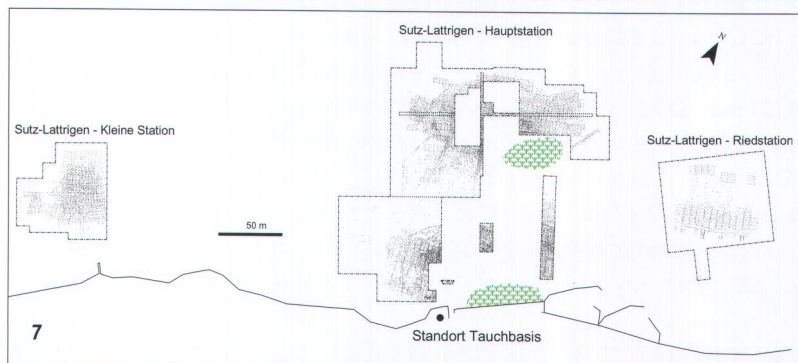 Sutz-Lattrigen - Hauptstation
N
Sutz-Lattrigen - Kleine Station
Sutz-Lattrigen - Riedstation
50 m
7
Standort Tauchbasis